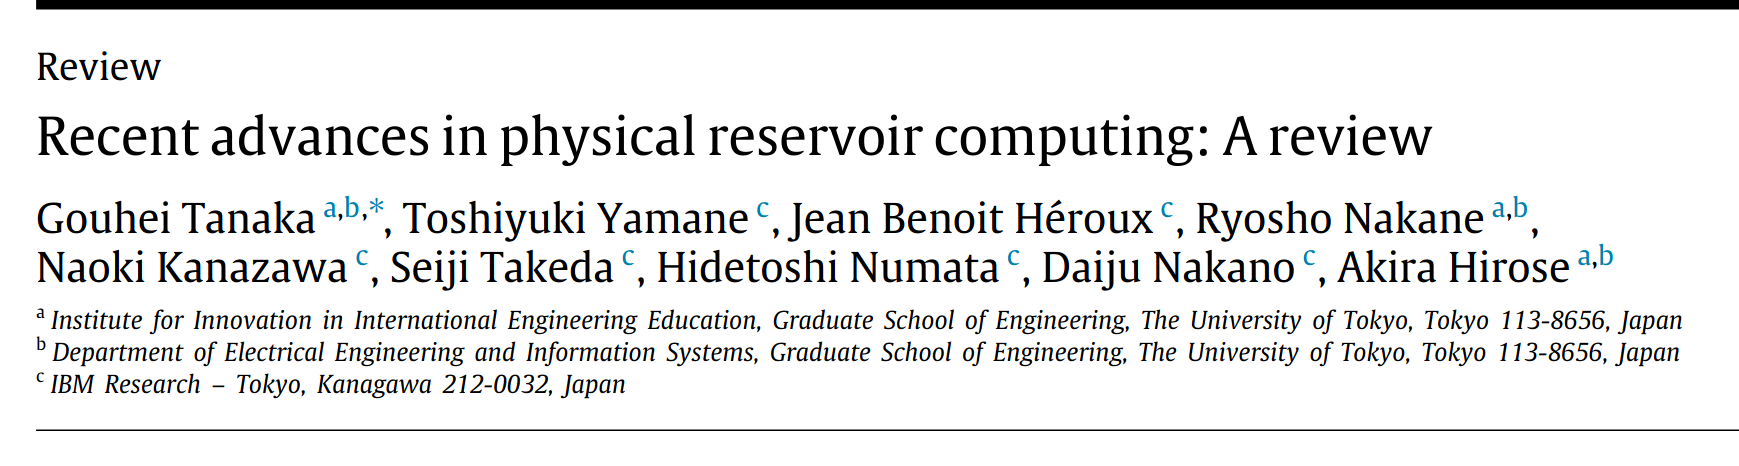 Review
Recent advances in physical reservoir computing: A review
Gouhei Tanaka a,b,*, Toshiyuki Yamane c, Jean Benoit Héroux c, Ryosho Nakane a,b,
Naoki Kanazawa c, Seiji Takeda c, Hidetoshi Numata c, Daiju Nakano c, Akira Hirose a,b
a Institute for Innovation in International Engineering Education, Graduate School of Engineering, The University of Tokyo, Tokyo 113-8656, Japan
b Department of Electrical Engineering and Information Systems, Graduate School of Engineering, The University of Tokyo, Tokyo 113-8656, Japan
c IBM Research – Tokyo, Kanagawa 212-0032, Japan